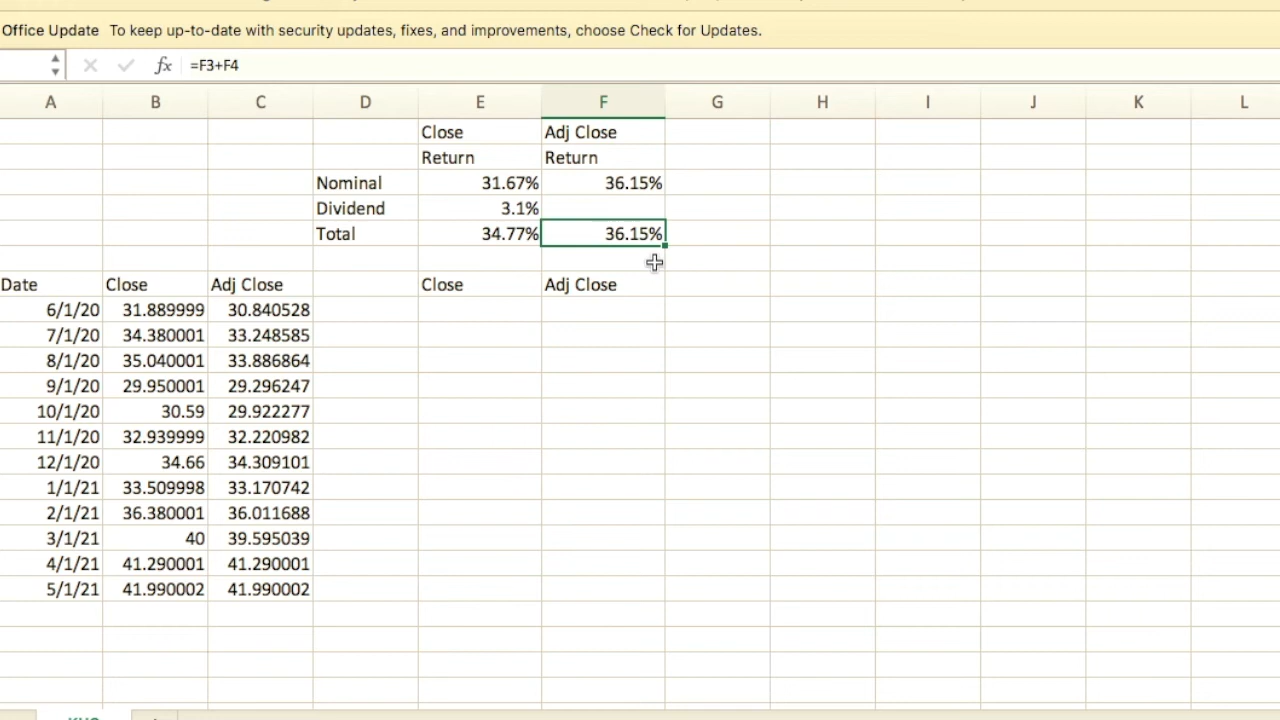 Office Update To keep up-to-date with security updates, fixes, and improvements, choose Check for Updates.
fx =F3+F4
A B C D E F G H I J K L
Close Adj Close
Return Return
Nominal 31.67% 36.15%
Dividend 3.1%
Total 34.77% 36.15%
Date Close Adj Close Close Adj Close
6/1/20 31.889999 30.840528
7/1/20 34.380001 33.248585
8/1/20 35.040001 33.886864
9/1/20 29.950001 29.296247
10/1/20 30.59 29.922277
11/1/20 32.939999 32.220982
12/1/20 34.66 34.309101
1/1/21 33.509998 33.170742
2/1/21 36.380001 36.011688
3/1/21 40 39.595039
4/1/21 41.290001 41.290001
5/1/21 41.990002 41.990002